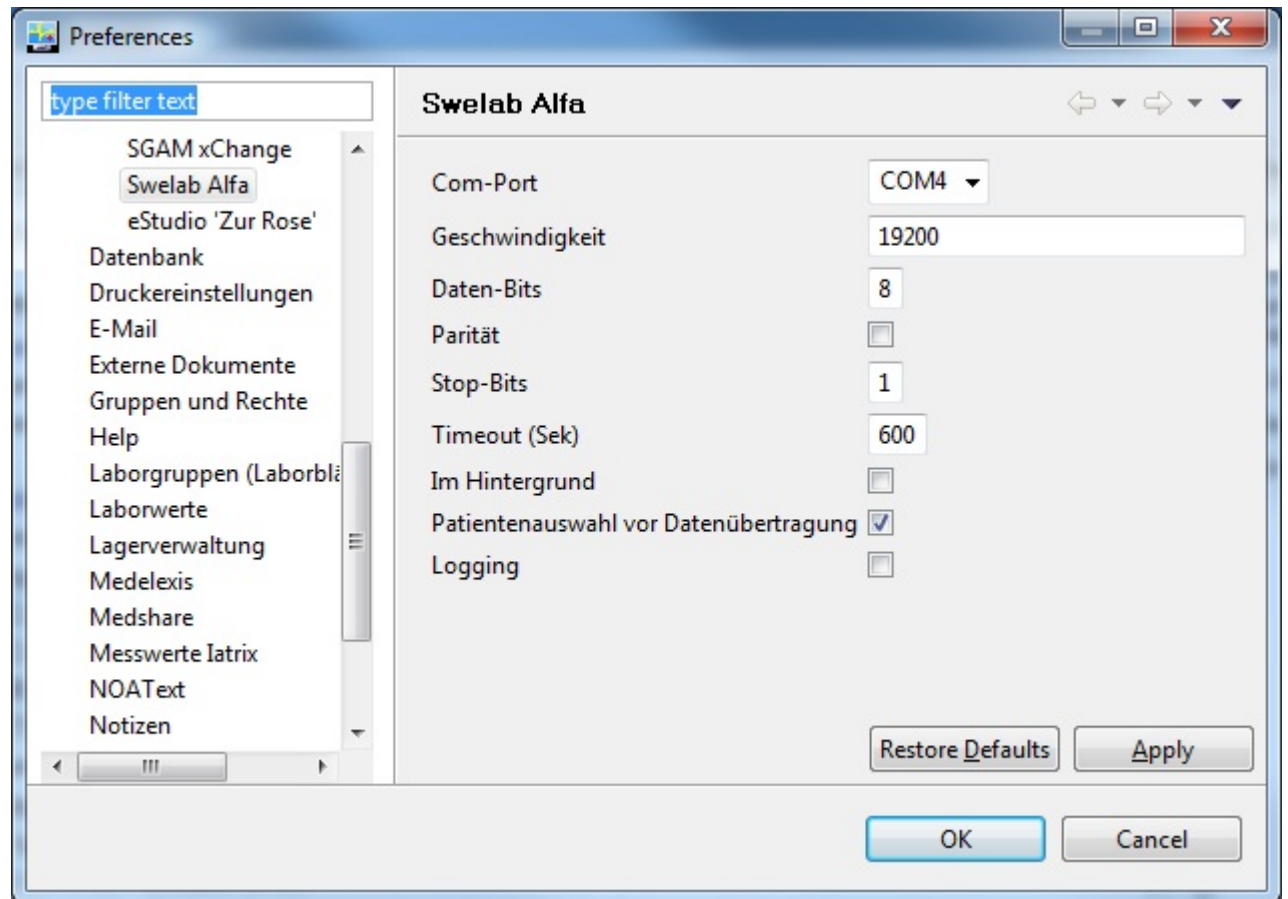 Preferences
type filter text
SGAM xChange
Swelab Alfa
eStudio 'Zur Rose'
Datenbank
Druckereinstellungen
E-Mail
Externe Dokumente
Gruppen und Rechte
Help
Laborgruppen (Laborblä
Laborwerte
Lagerverwaltung
Medelexis
Medshare
Messwerte Iatrix
NOAText
Notizen
Swelab Alfa
Com-Port COM4
Geschwindigkeit 19200
Daten-Bits 8
Parität
Stop-Bits 1
Timeout (Sek) 600
Im Hintergrund
Patientenauswahl vor Datenübertragung
Logging
Restore Defaults Apply
OK Cancel